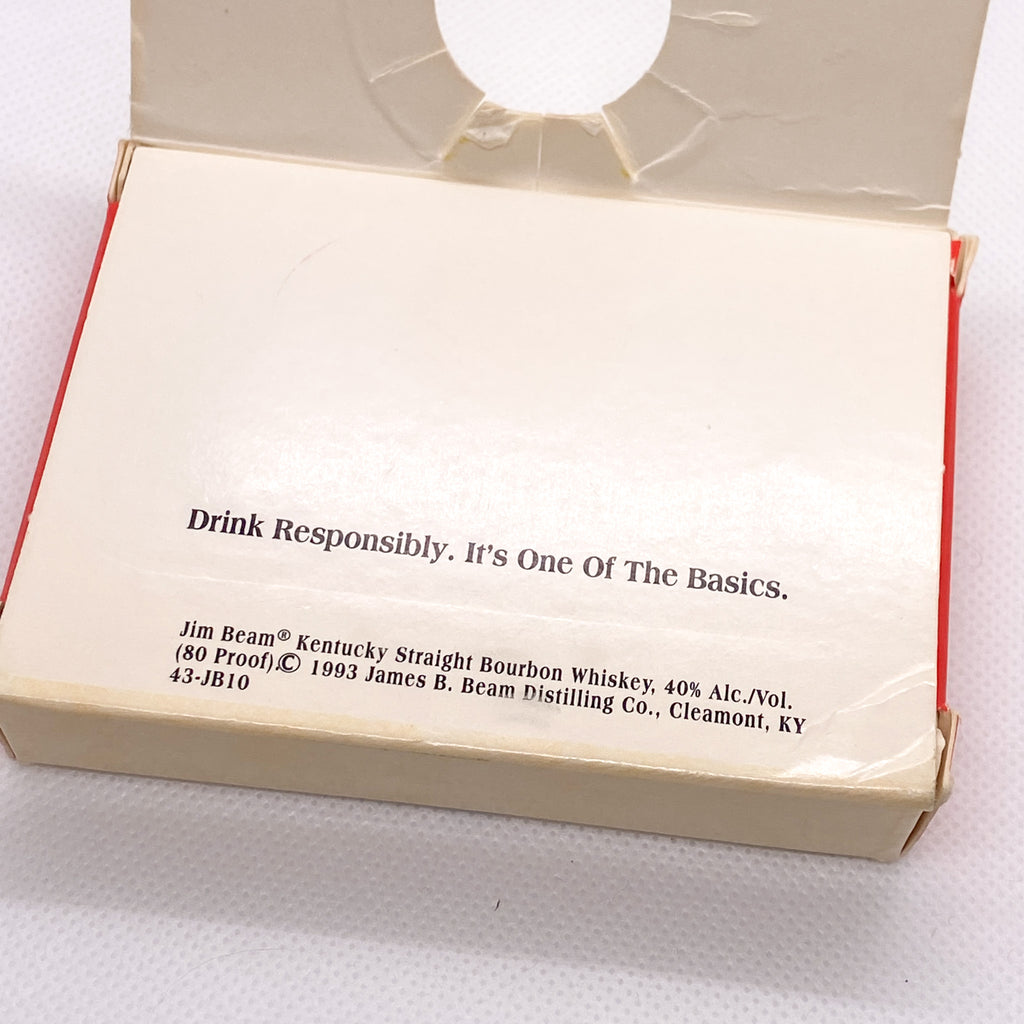 Drink Responsibly. It's One Of The Basics.
Jim Beam® Kentucky Straight Bourbon Whiskey, 40% Alc./Vol.
(80 Proof).© 1993 James B. Beam Distilling Co., Cleamont, KY
43-JB10